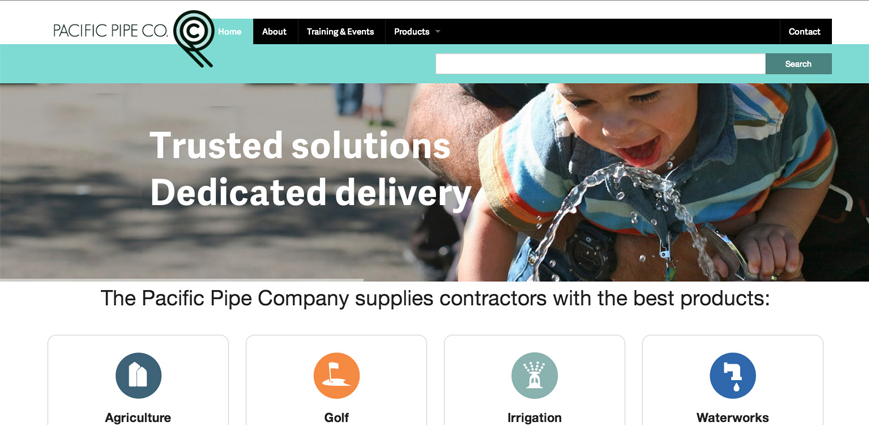 PACIFIC PIPE CO.
Home
About
Training & Events
Products
Contact
Search
Trusted solutions
Dedicated delivery
The Pacific Pipe Company supplies contractors with the best products:
Agriculture
Golf
Irrigation
Waterworks